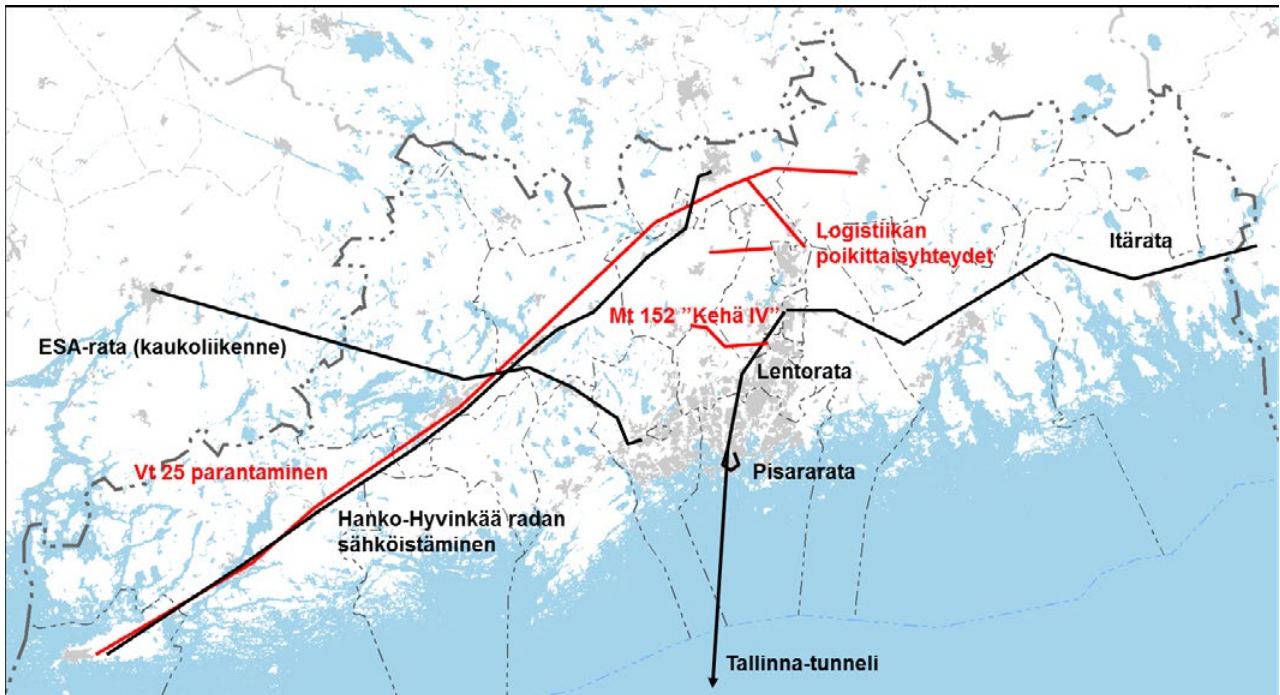 Logistiikan
poikittaisyhteydet
Itärata
Mt 152 ”Kehä IV”
ESA-rata (kaukoliikenne)
Lentorata
Vt 25 parantaminen
Pisararata
Hanko-Hyvinkää radan
sähköistäminen
Tallinna-tunneli